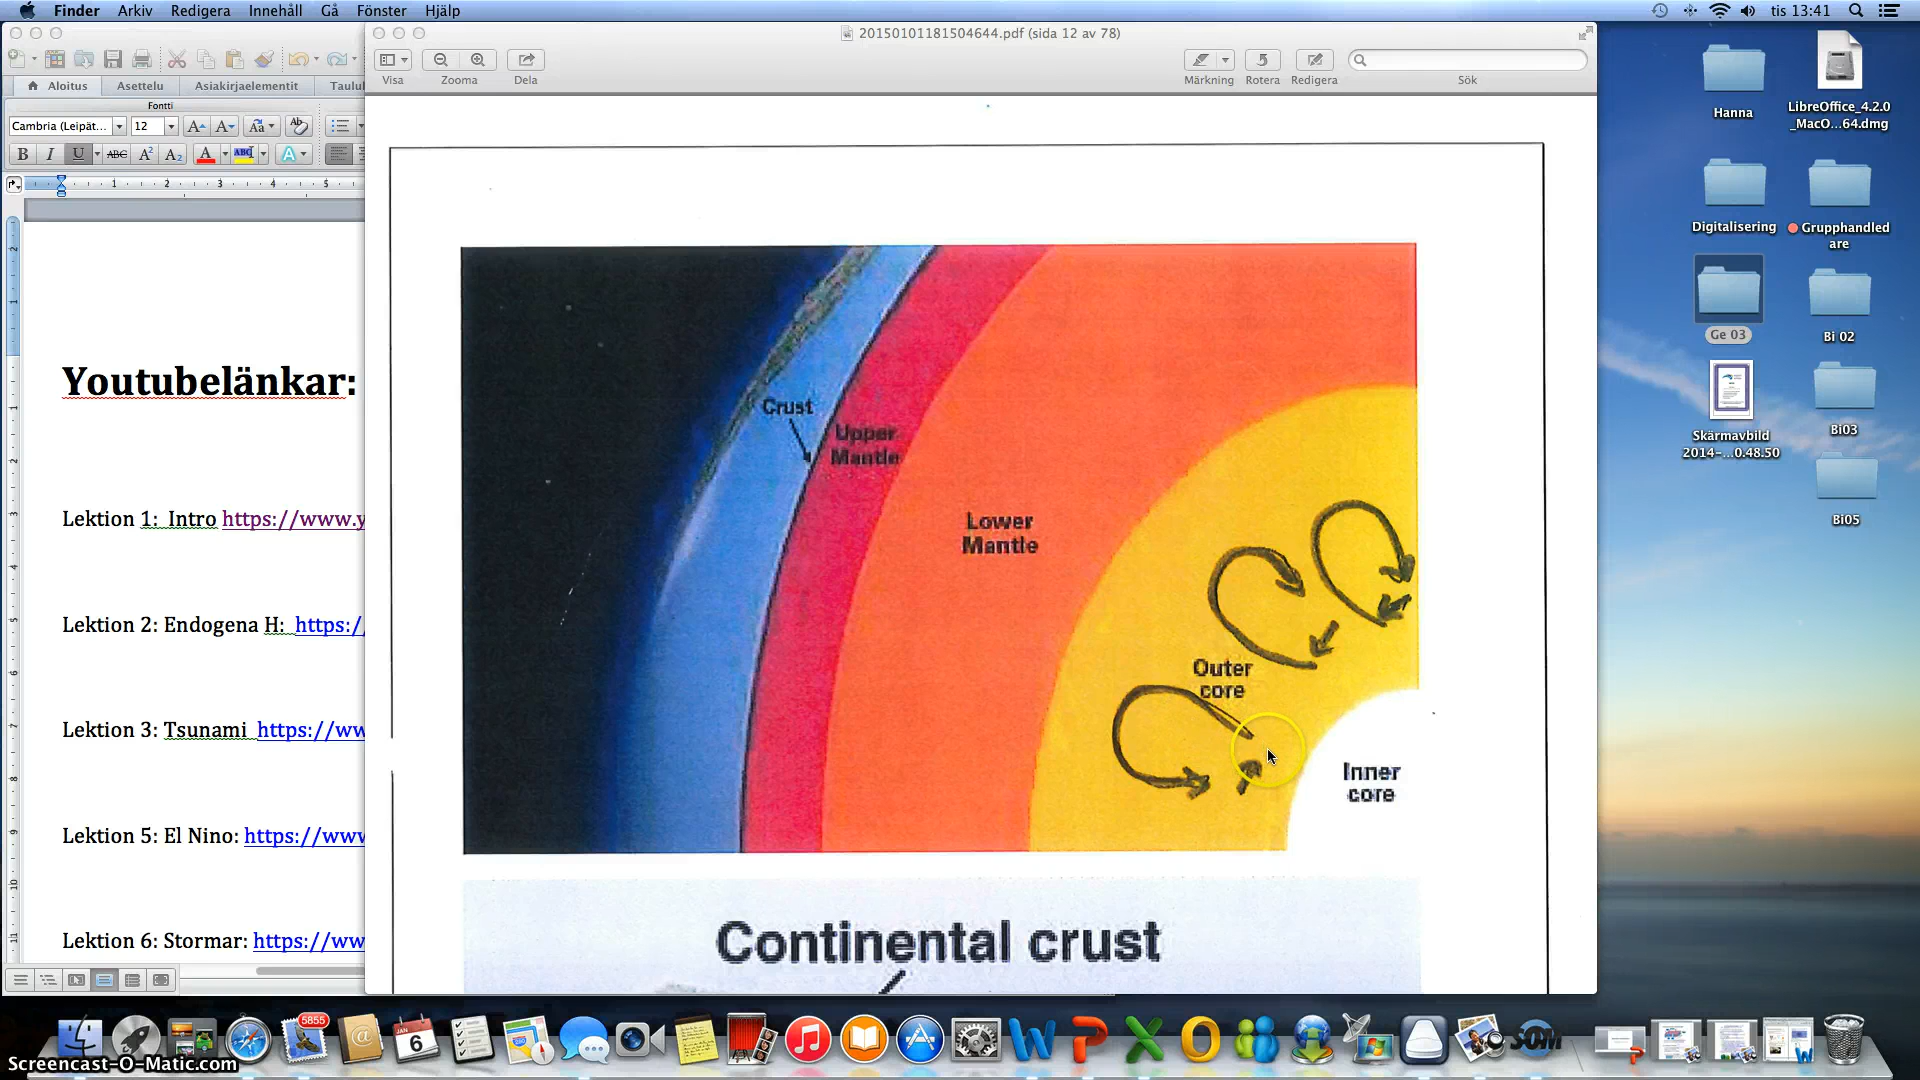 Finder Arkiv Redigera Innehåll Gå Fönster Hjälp
tis 13:41
20150101181504644.pdf (sida 12 av 78)
Visa
Zooma
Dela
Märkning
Rotera
Redigera
Sök
Aloitus
Asettelu
Asiakirjaelementit
Fontti
Cambria (Leipät...
12
Youtubelänkar:
Lektion 1: Intro https://www.y
Lektion 2: Endogena H: https:/
Lektion 3: Tsunami https://ww
Lektion 5: El Nino: https://www
Lektion 6: Stormar: https://ww
Crust
Upper
Mantle
Lower
Mantle
Outer
core
Inner
core
Continental crust
Hanna
LibreOffice_4.2.0
_MacO...64.dmg
Digitalisering
Grupphandled
are
Ge 03
Bi 02
Skärmavbild
2014-...0.48.50
Bi03
Bi05
5855
JAN
6
SOM
Screencast-O-Matic.com